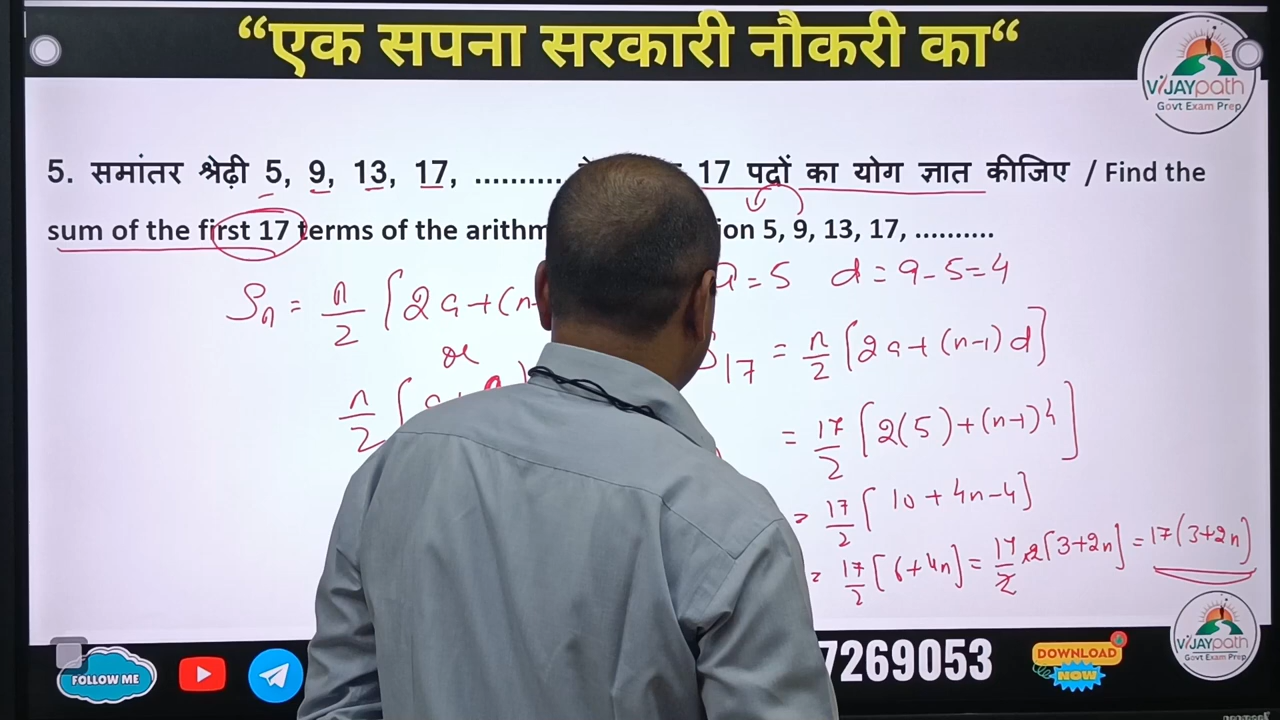 “एक सपना सरकारी नौकरी का“
VIJAYpath
Govt Exam Prep
5. समांतर श्रेढ़ी 5, 9, 13, 17, .......... 17 पदों का योग ज्ञात कीजिए / Find the
sum of the first 17 terms of the arithm on 5, 9, 13, 17, ..........
a = 5 d = 9-5=4
Sn = n/2 [2a+(n-
or
n/2 [a+
S17 = n/2 [2a+(n-1)d]
= 17/2 [2(5)+(n-1)4]
= 17/2 [10+4n-4]
= 17/2 [6+4n] = 17/2 × 2[3+2n] = 17(3+2n)
FOLLOW ME
7269053
DOWNLOAD
NOW
VIJAYpath
Govt Exam Prep